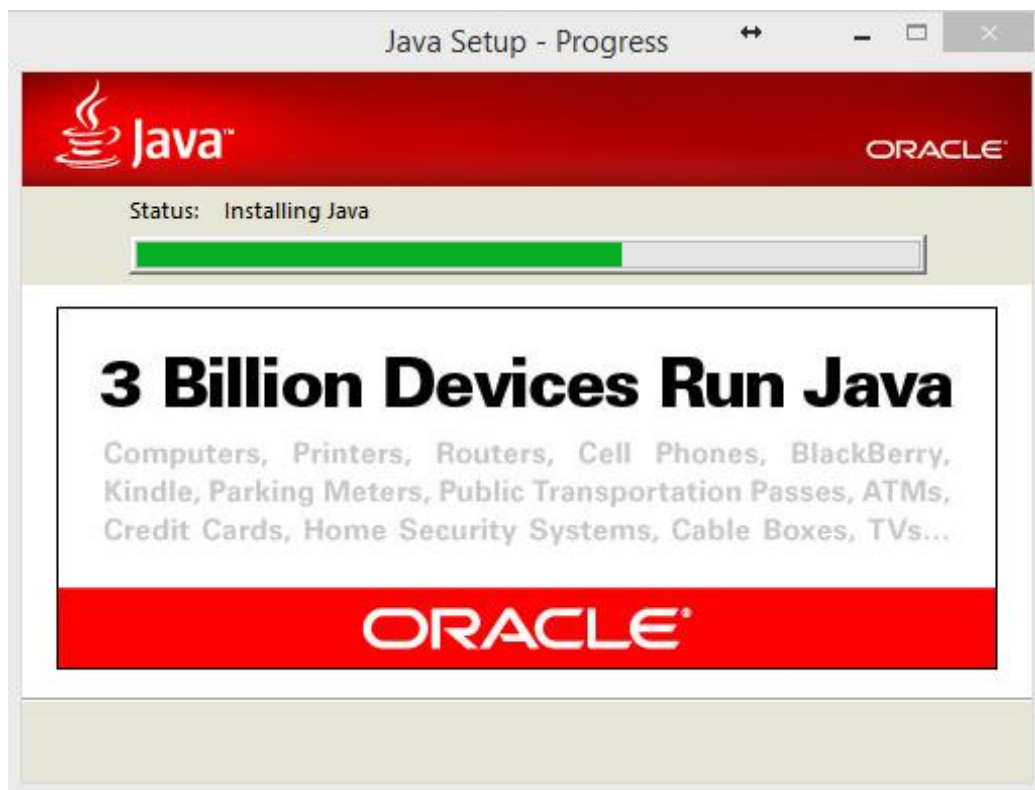 Java Setup - Progress
Java™
ORACLE®
Status: Installing Java
3 Billion Devices Run Java
Computers, Printers, Routers, Cell Phones, BlackBerry,
Kindle, Parking Meters, Public Transportation Passes, ATMs,
Credit Cards, Home Security Systems, Cable Boxes, TVs...
ORACLE®